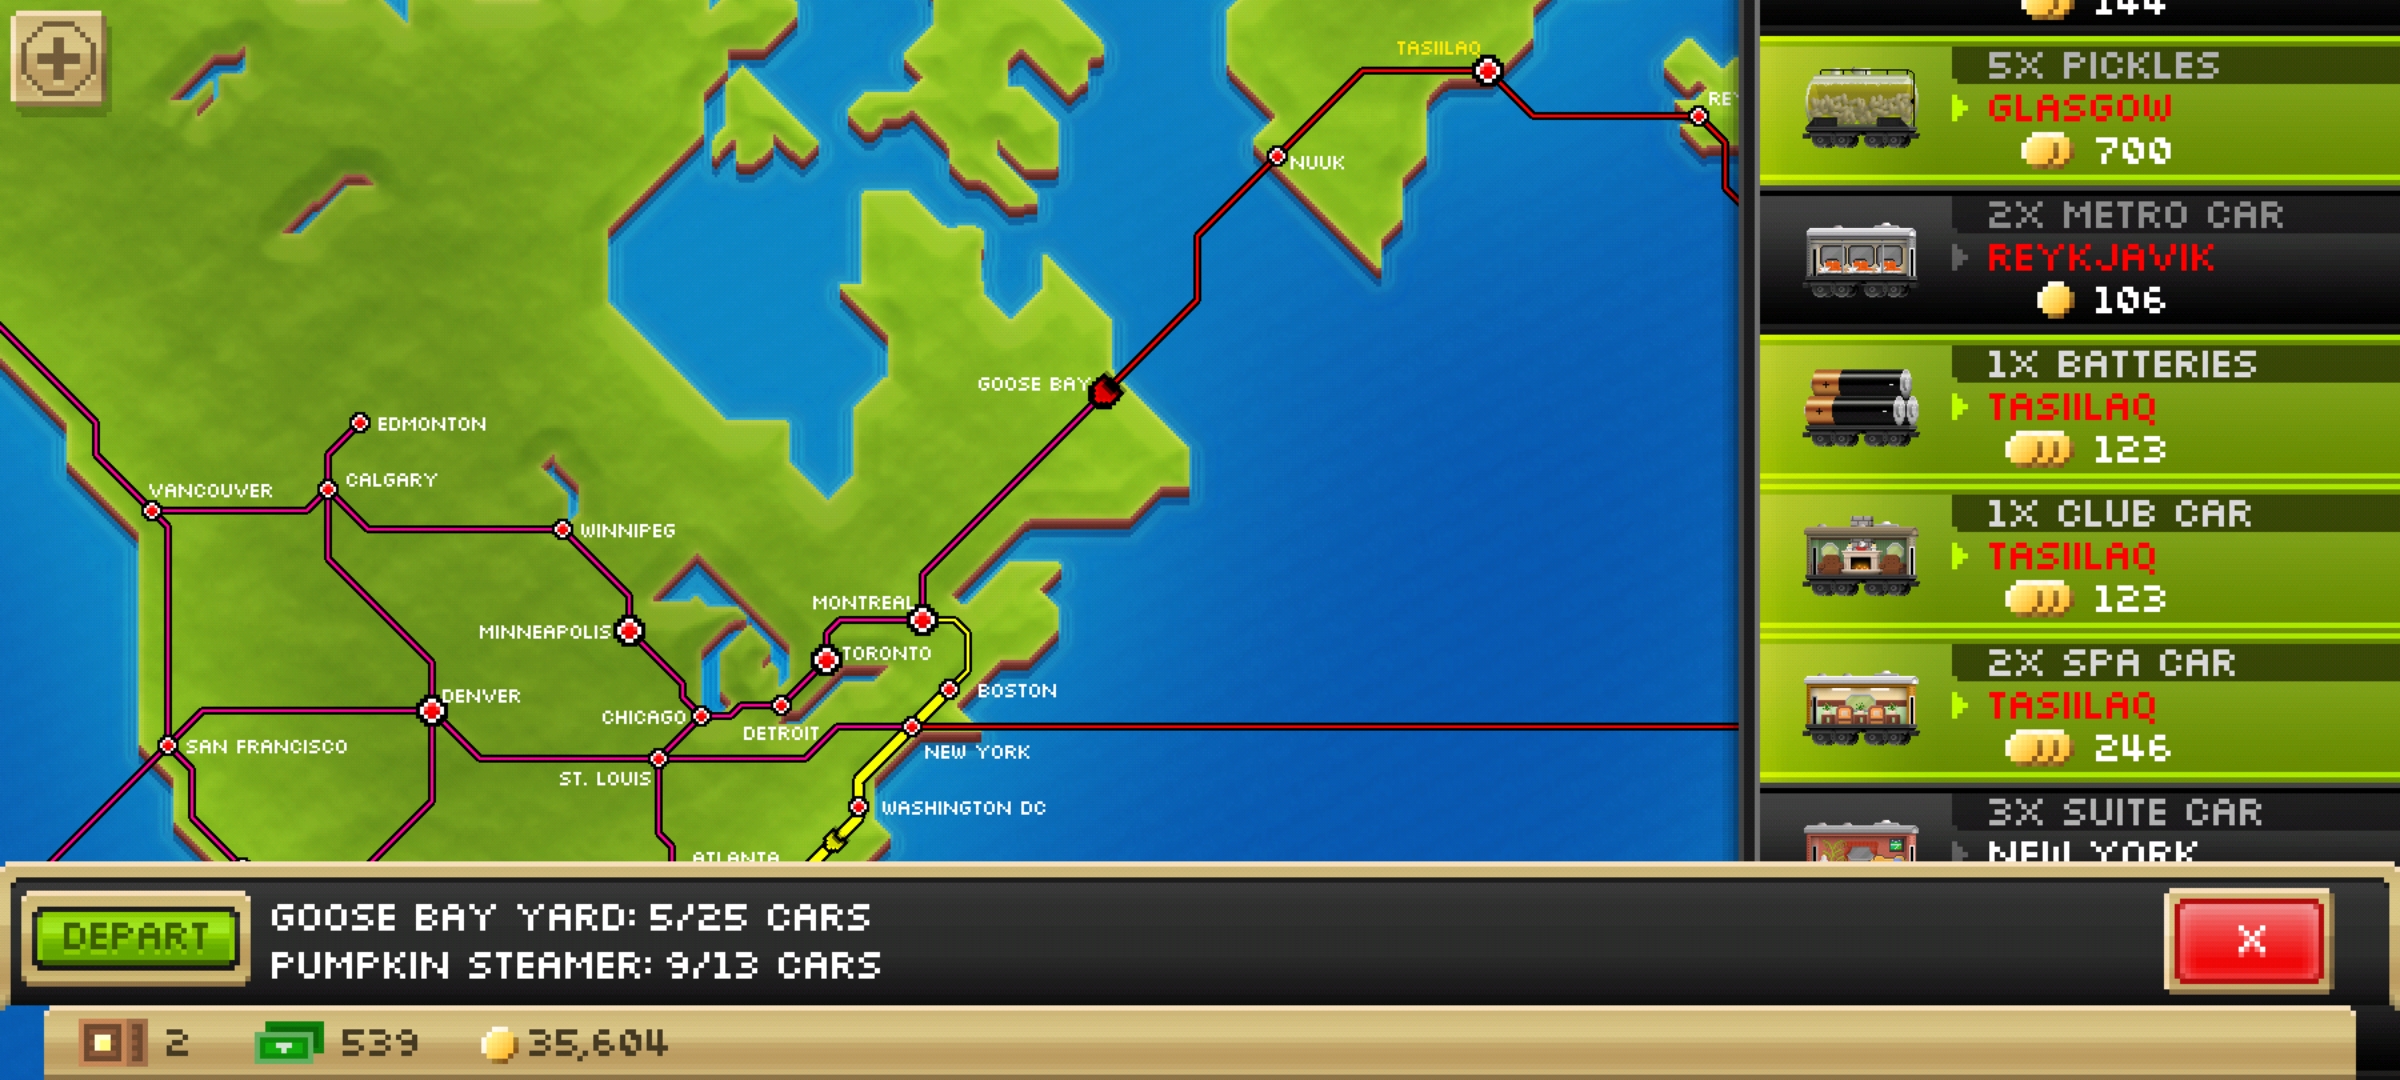 144
TASIILAQ
5X PICKLES
GLASGOW
700
NUUK
2X METRO CAR
REYKJAVIK
106
GOOSE BAY
1X BATTERIES
TASIILAQ
123
EDMONTON
VANCOUVER
CALGARY
WINNIPEG
1X CLUB CAR
TASIILAQ
123
MONTREAL
MINNEAPOLIS
TORONTO
DENVER
BOSTON
CHICAGO
DETROIT
SAN FRANCISCO
NEW YORK
ST. LOUIS
2X SPA CAR
TASIILAQ
246
WASHINGTON DC
ATLANTA
3X SUITE CAR
NEW YORK
DEPART
GOOSE BAY YARD: 5/25 CARS
PUMPKIN STEAMER: 9/13 CARS
X
2
539
35,604